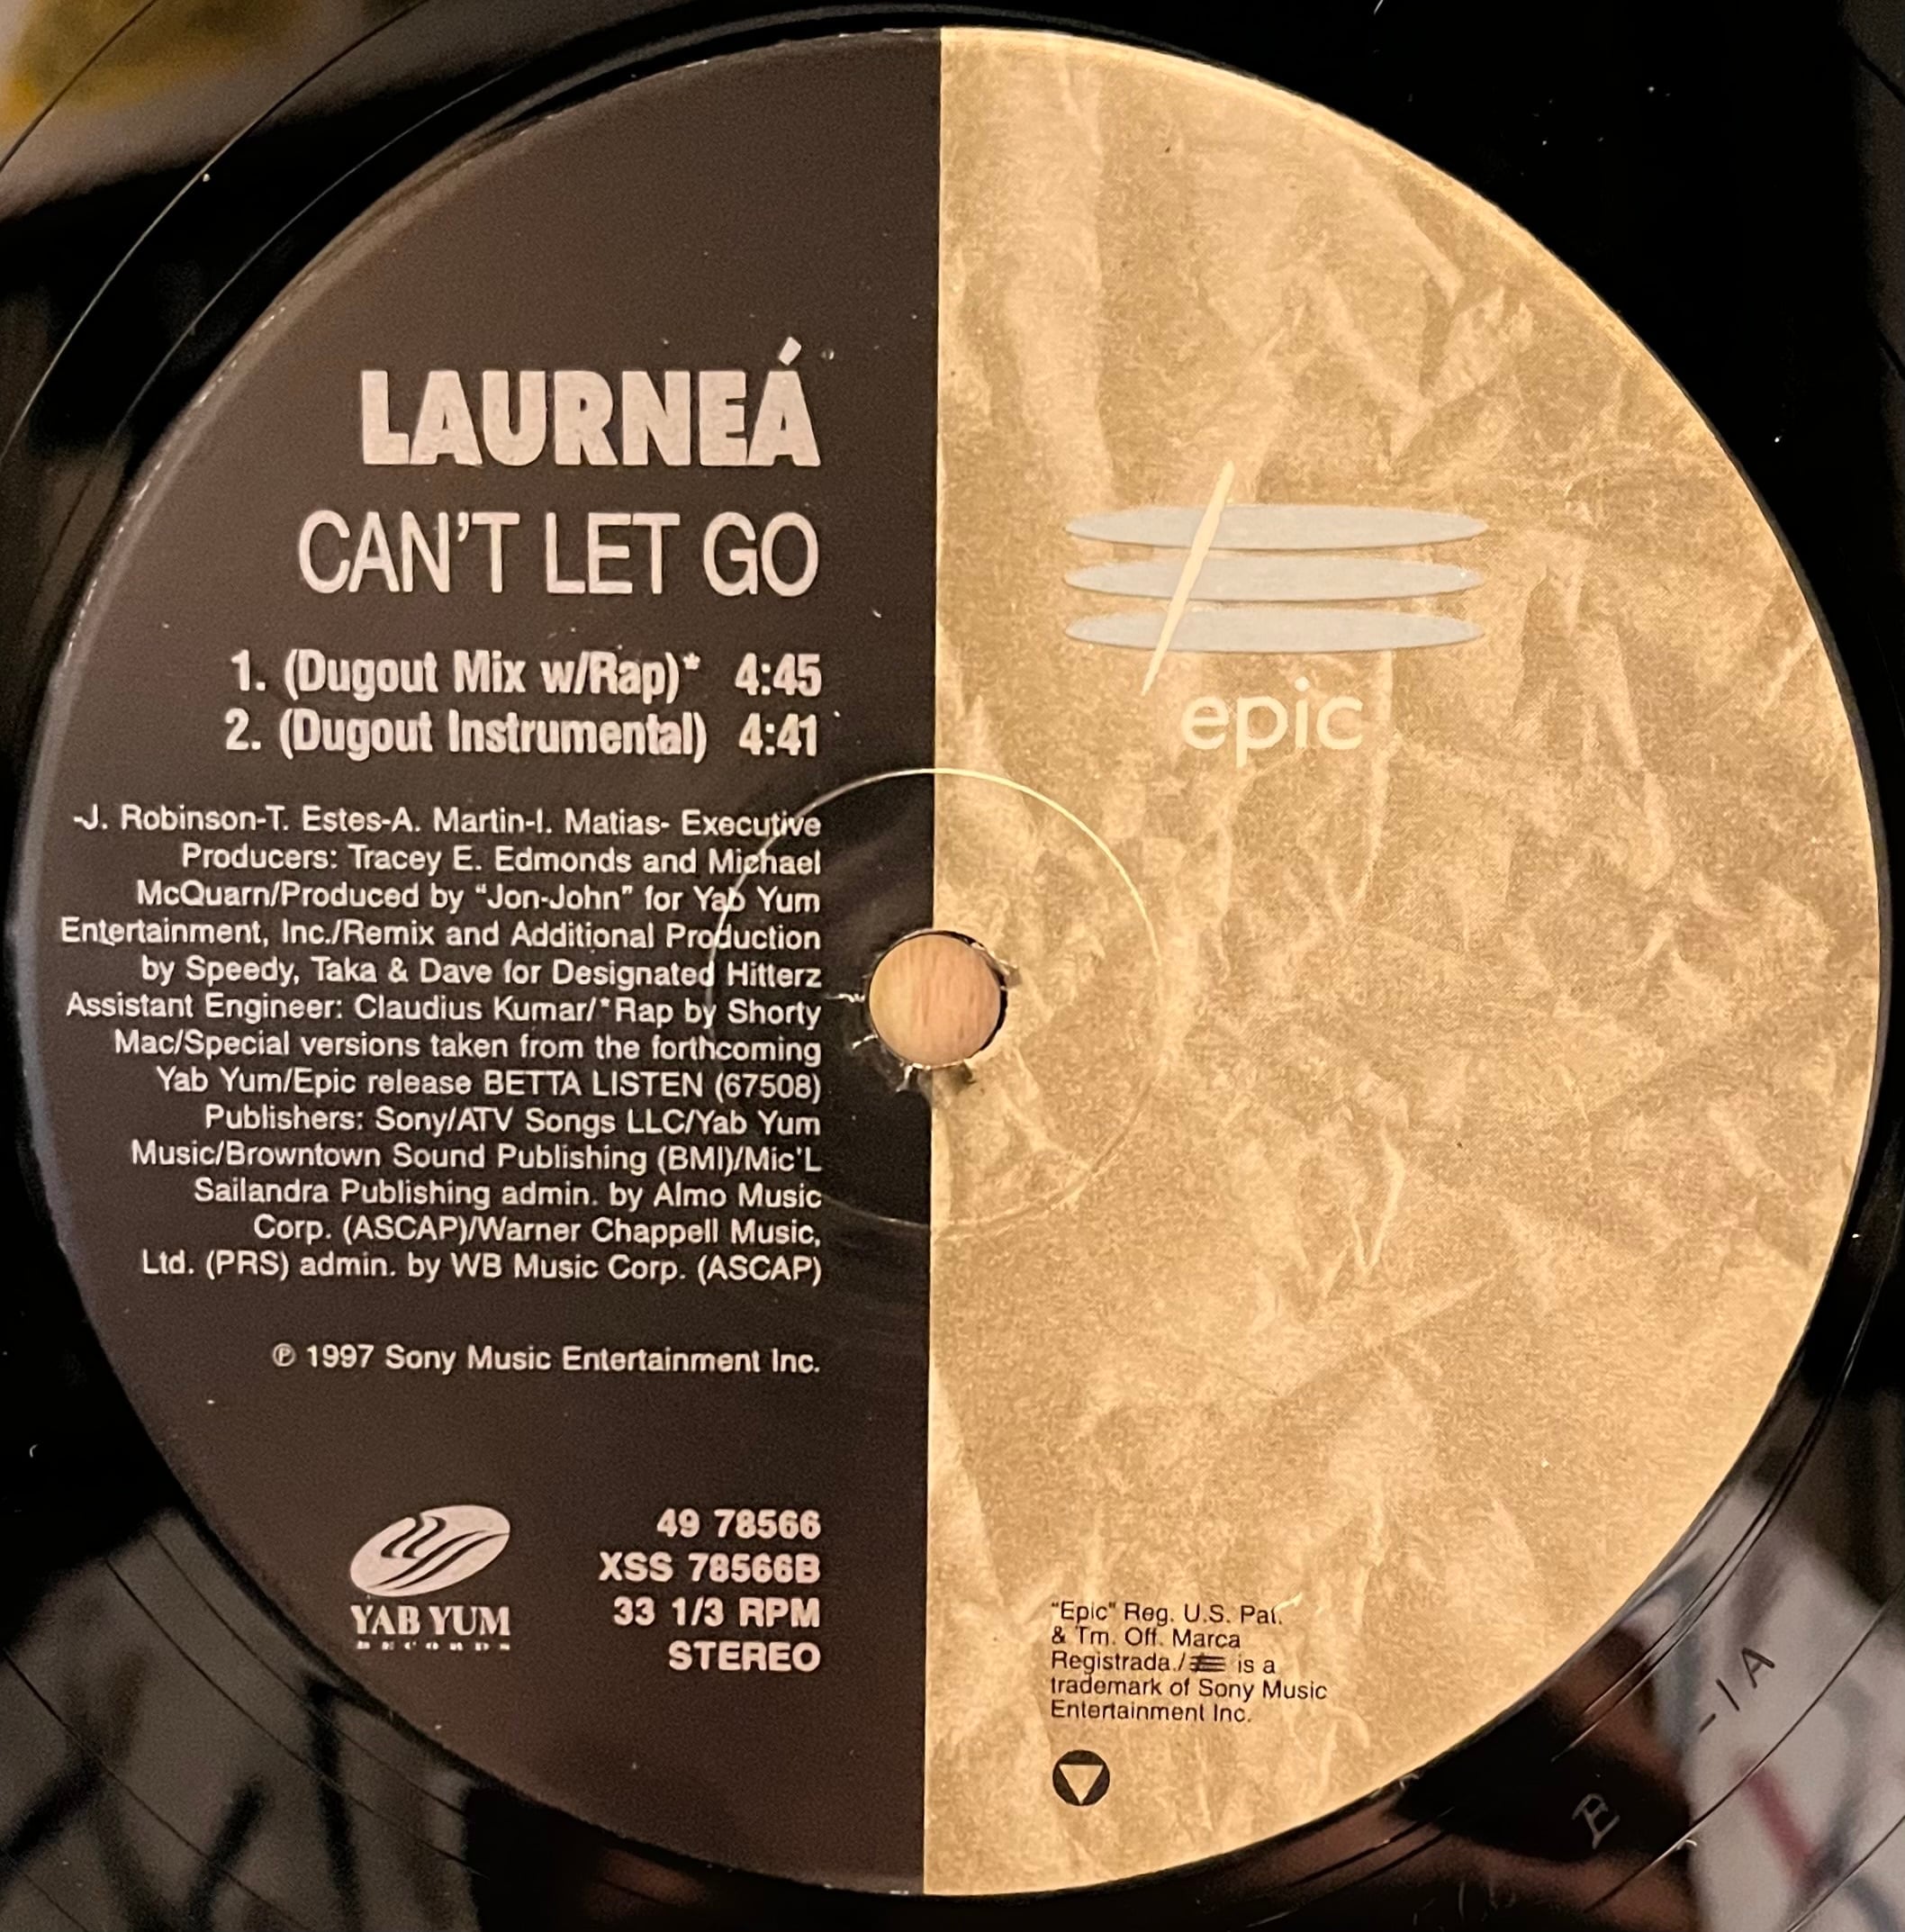 LAURNEÁ
CAN'T LET GO
1. (Dugout Mix w/Rap)* 4:45
2. (Dugout Instrumental) 4:41
-J. Robinson-T. Estes-A. Martin-I. Matias- Executive
Producers: Tracey E. Edmonds and Michael
McQuarn/Produced by "Jon-John" for Yab Yum
Entertainment, Inc./Remix and Additional Production
by Speedy, Taka & Dave for Designated Hitterz
Assistant Engineer: Claudius Kumar/*Rap by Shorty
Mac/Special versions taken from the forthcoming
Yab Yum/Epic release BETTA LISTEN (67508)
Publishers: Sony/ATV Songs LLC/Yab Yum
Music/Browntown Sound Publishing (BMI)/Mic'L
Sailandra Publishing admin. by Almo Music
Corp. (ASCAP)/Warner Chappell Music,
Ltd. (PRS) admin. by WB Music Corp. (ASCAP)
℗ 1997 Sony Music Entertainment Inc.
YAB YUM
RECORDS
49 78566
XSS 78566B
33 1/3 RPM
STEREO
epic
"Epic" Reg. U.S. Pat.
& Tm. Off. Marca
Registrada./ is a
trademark of Sony Music
Entertainment Inc.
-1A
B